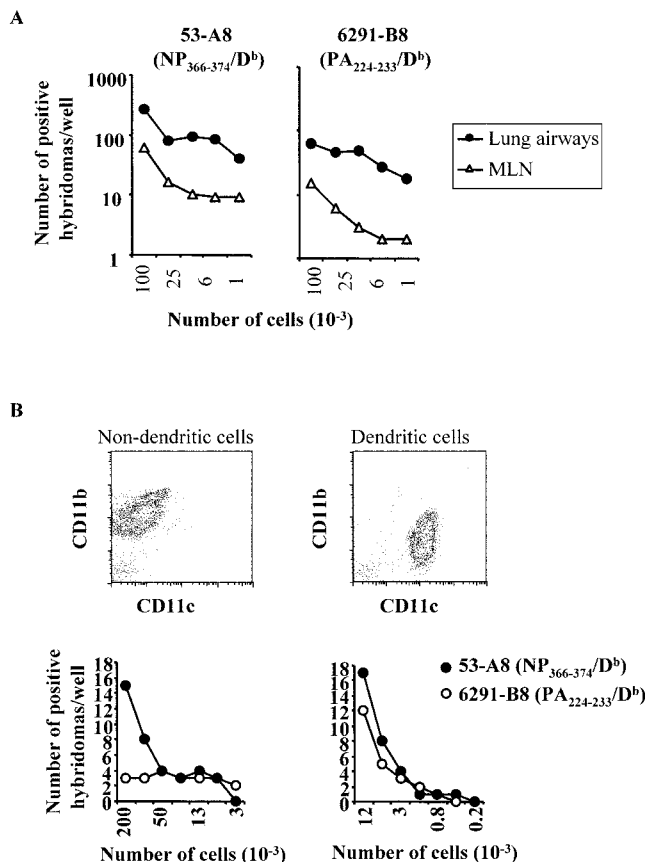 A
53-A8
(NP366-374/Db)
6291-B8
(PA224-233/Db)
Number of positive
hybridomas/well
1000
100
10
1
100
25
6
1
100
25
6
1
Number of cells (10-3)
Lung airways
MLN
B
Non-dendritic cells
Dendritic cells
CD11b
CD11c
CD11b
CD11c
Number of positive
hybridomas/well
18
16
14
12
10
8
6
4
2
0
200
50
13
3
Number of cells (10-3)
18
16
14
12
10
8
6
4
2
0
12
3
0.8
0.2
Number of cells (10-3)
53-A8 (NP366-374/Db)
6291-B8 (PA224-233/Db)